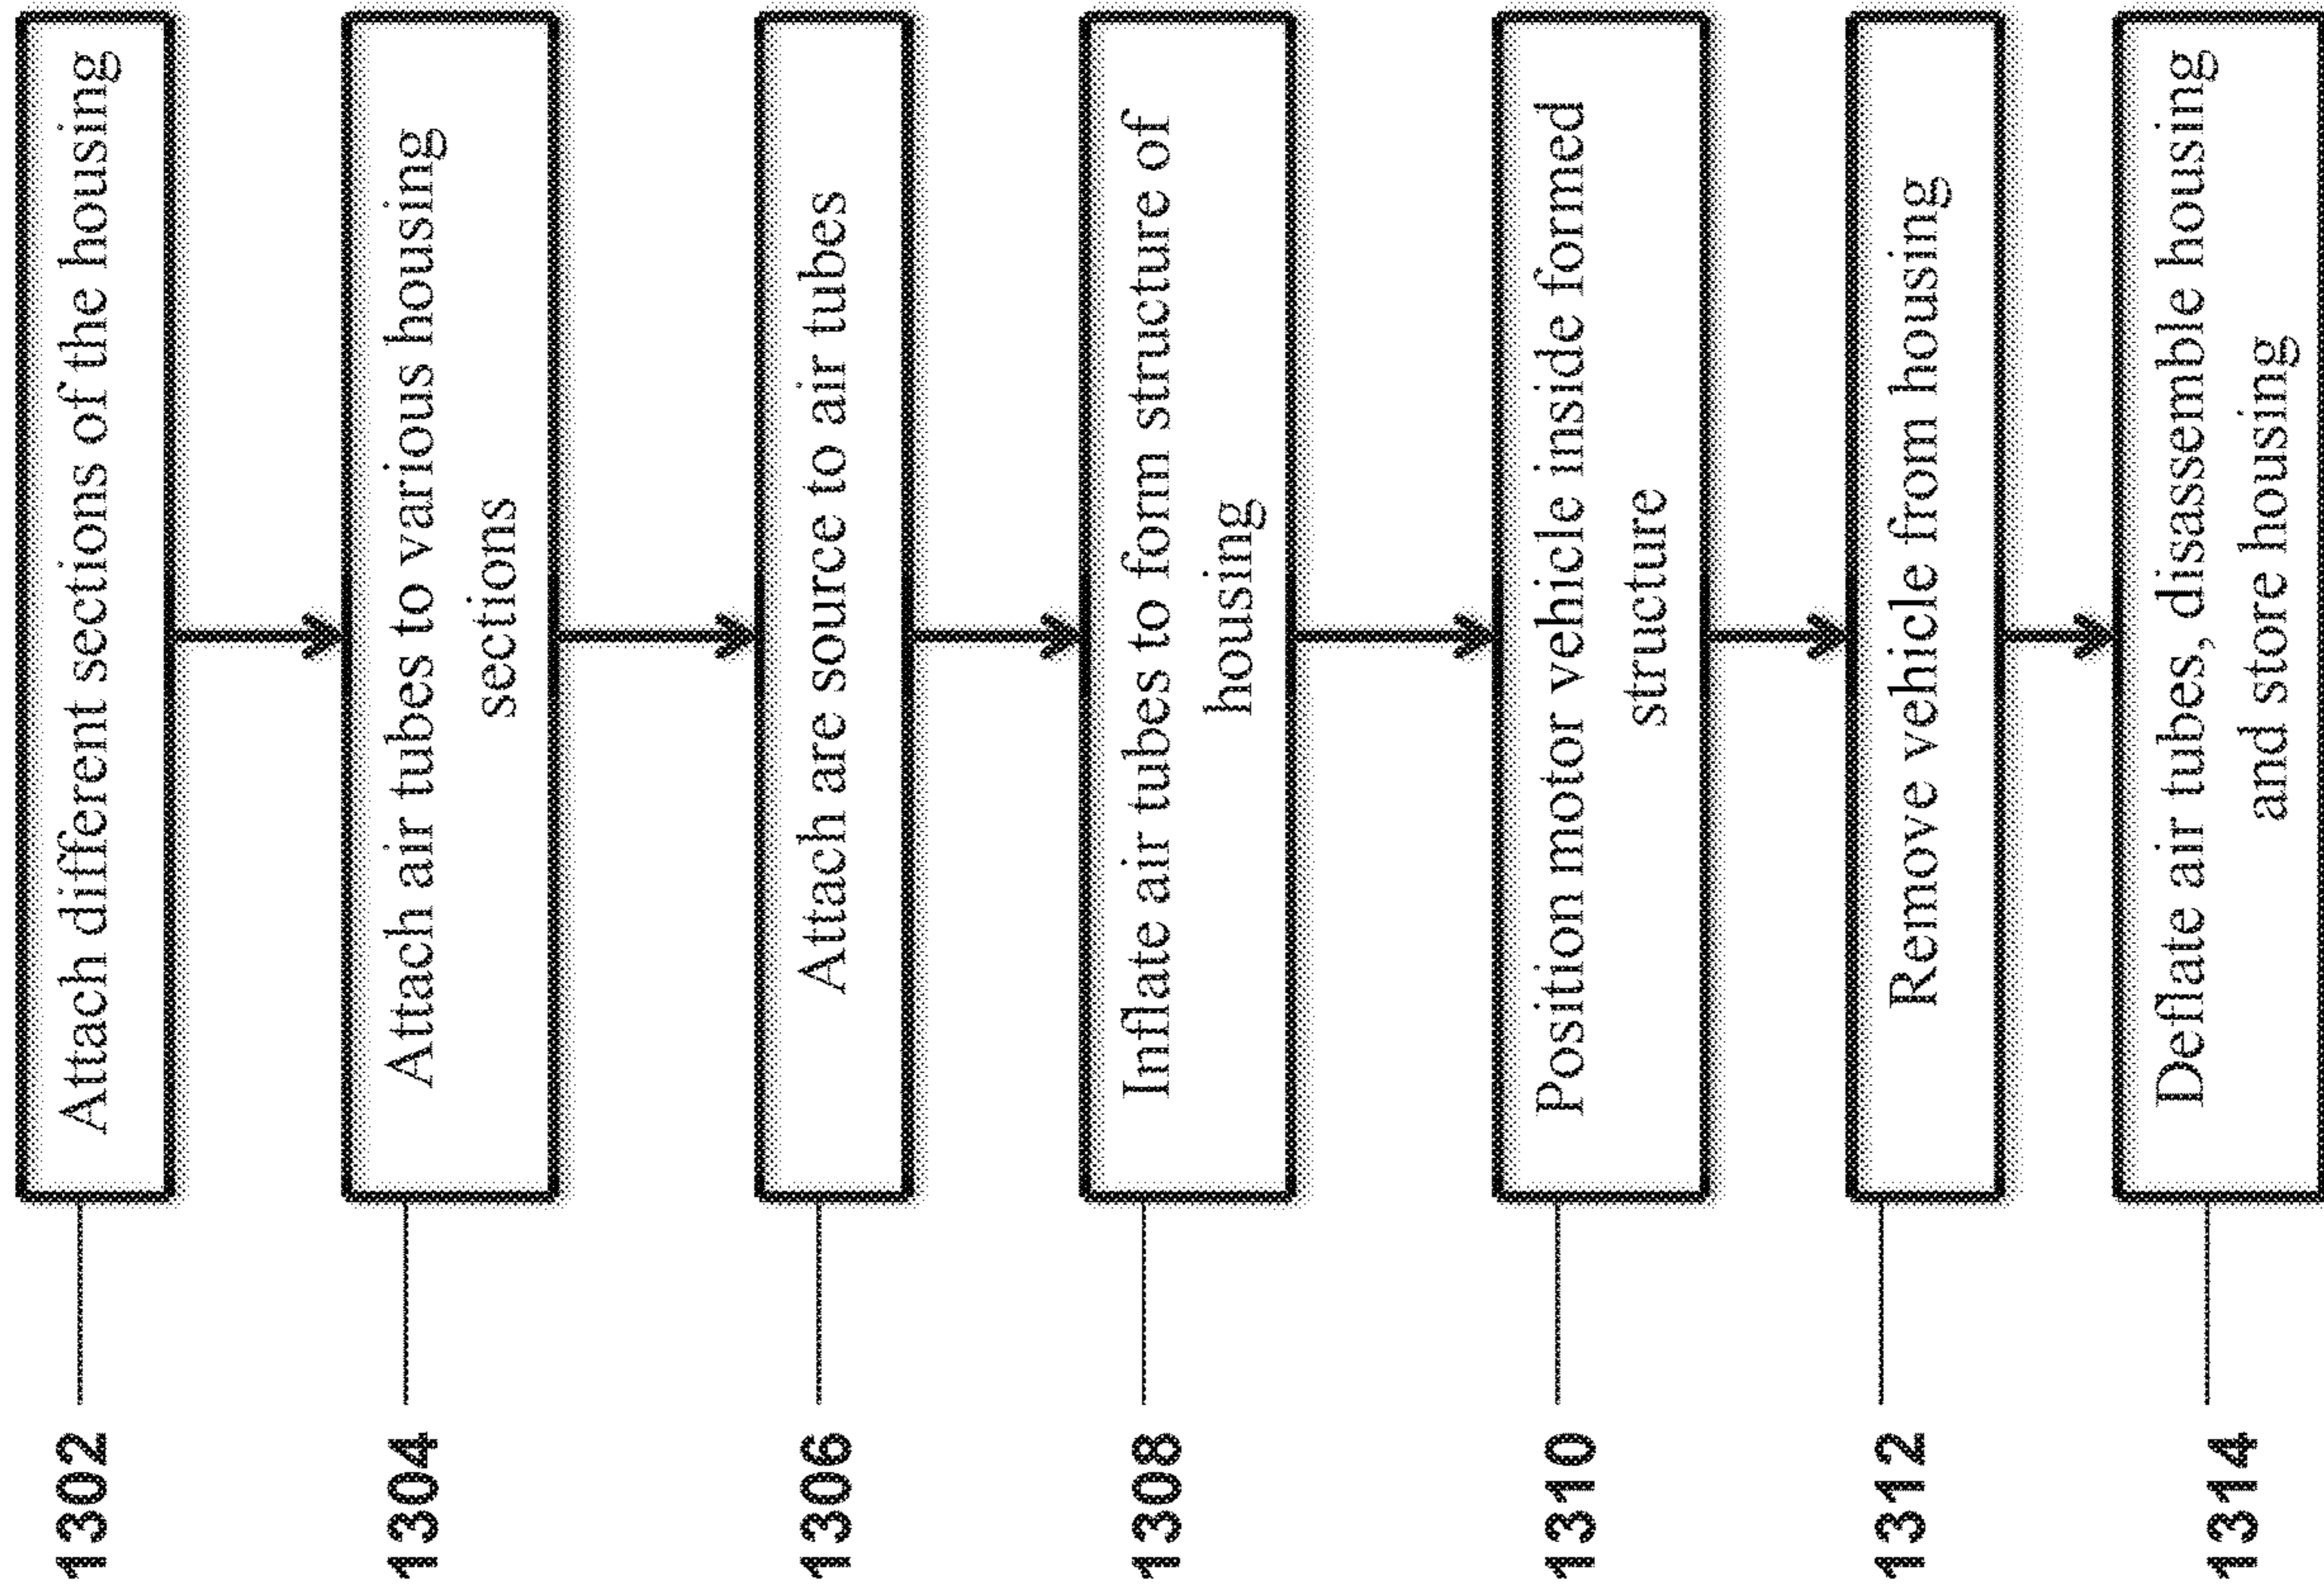 1302
Attach different sections of the housing
1304
Attach air tubes to various housing
sections
1306
Attach are source to air tubes
1308
Inflate air tubes to form structure of
housing
1310
Position motor vehicle inside formed
structure
1312
Remove vehicle from housing
1314
Deflate air tubes, disassemble housing
and store housing